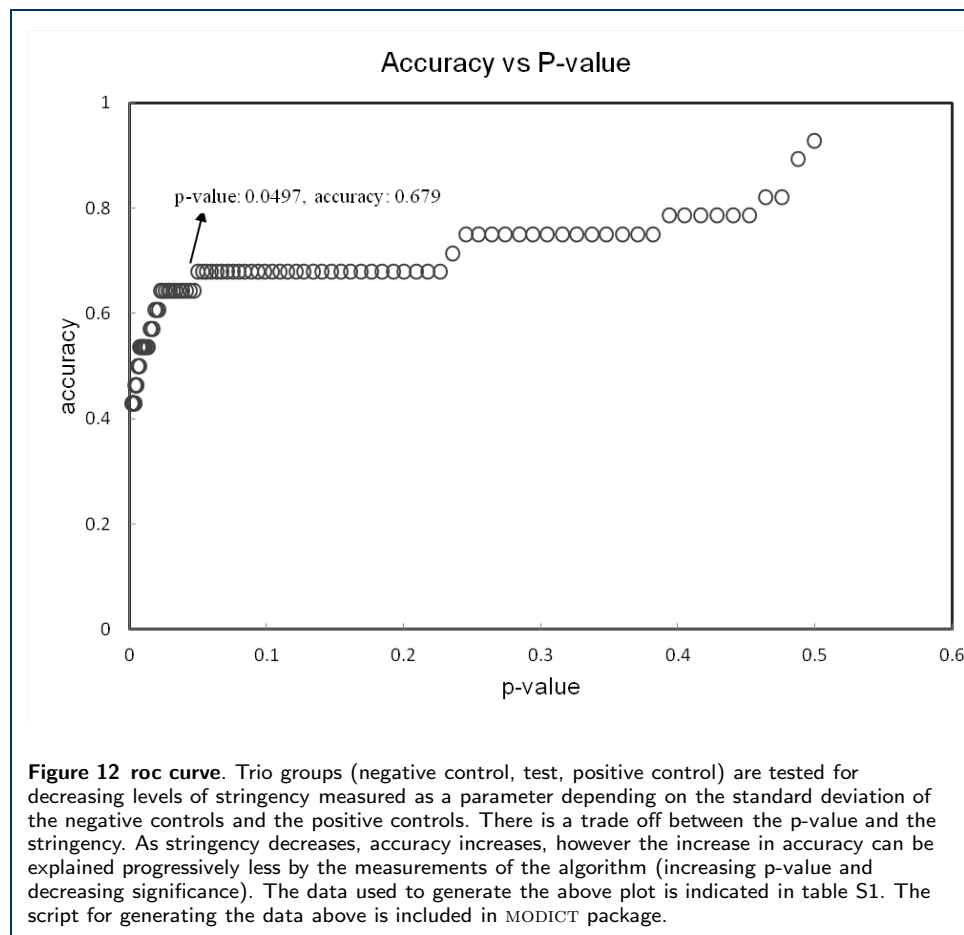 Accuracy vs P-value
1
p-value: 0.0497, accuracy: 0.679
0.8
0.6
accuracy
0.4
0.2
0
0 0.1 0.2 0.3 0.4 0.5 0.6
p-value
Figure 12 roc curve. Trio groups (negative control, test, positive control) are tested for
decreasing levels of stringency measured as a parameter depending on the standard deviation of
the negative controls and the positive controls. There is a trade off between the p-value and the
stringency. As stringency decreases, accuracy increases, however the increase in accuracy can be
explained progressively less by the measurements of the algorithm (increasing p-value and
decreasing significance). The data used to generate the above plot is indicated in table S1. The
script for generating the data above is included in MODICT package.